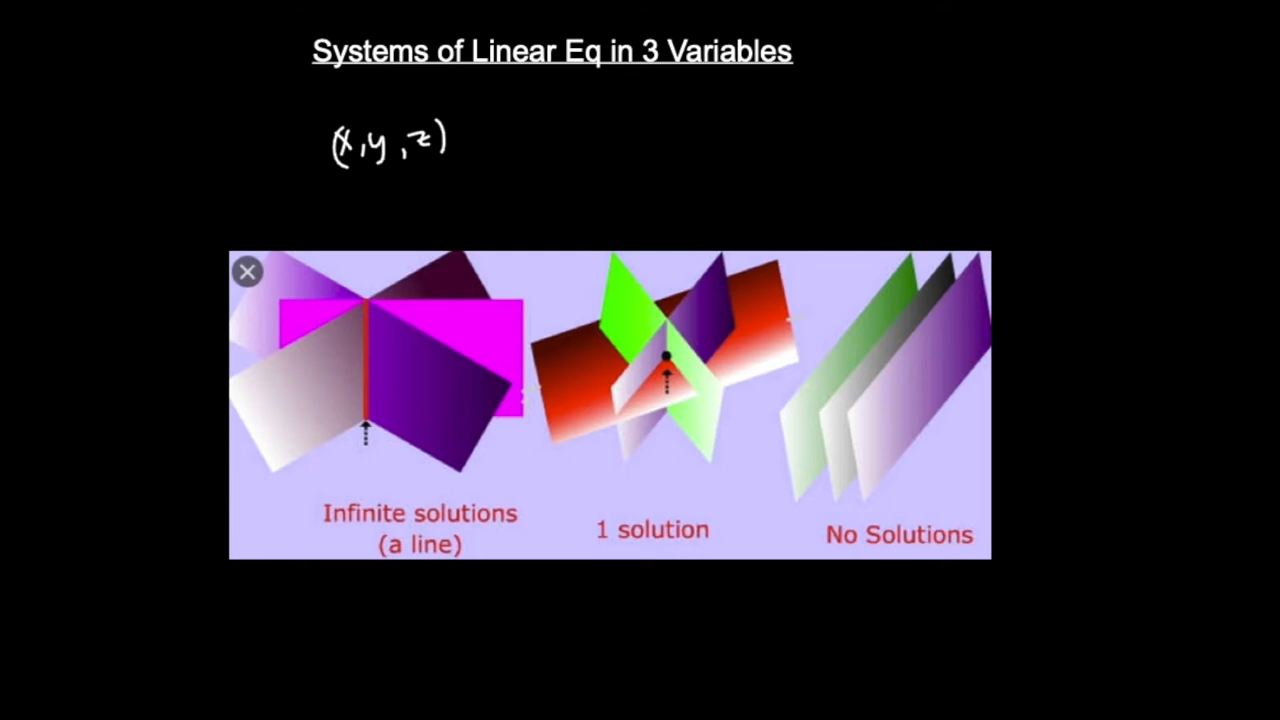 Systems of Linear Eq in 3 Variables
(x,y,z)
Infinite solutions
(a line)
1 solution
No Solutions